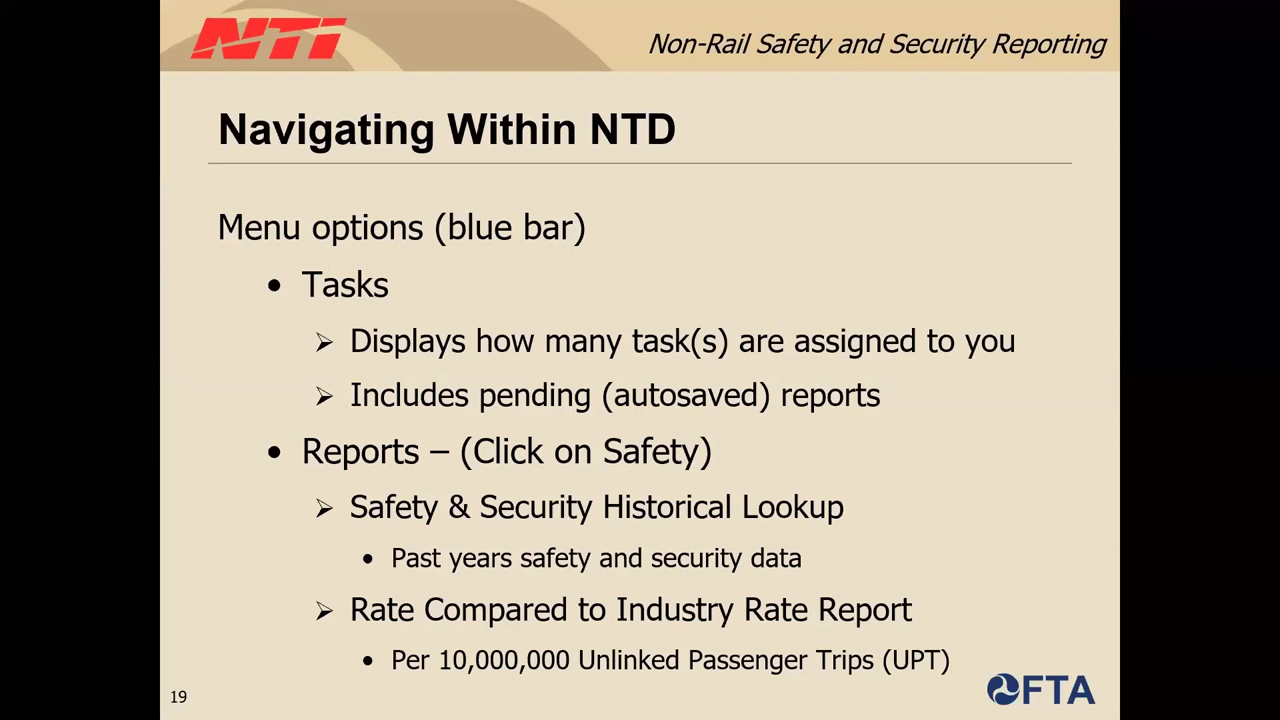 NTI
Non-Rail Safety and Security Reporting
Navigating Within NTD
Menu options (blue bar)
• Tasks
➢ Displays how many task(s) are assigned to you
➢ Includes pending (autosaved) reports
• Reports – (Click on Safety)
➢ Safety & Security Historical Lookup
• Past years safety and security data
➢ Rate Compared to Industry Rate Report
• Per 10,000,000 Unlinked Passenger Trips (UPT)
19
FTA